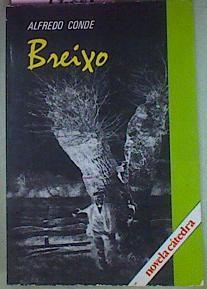 ALFREDO CONDE
Breixo
novela cátedra